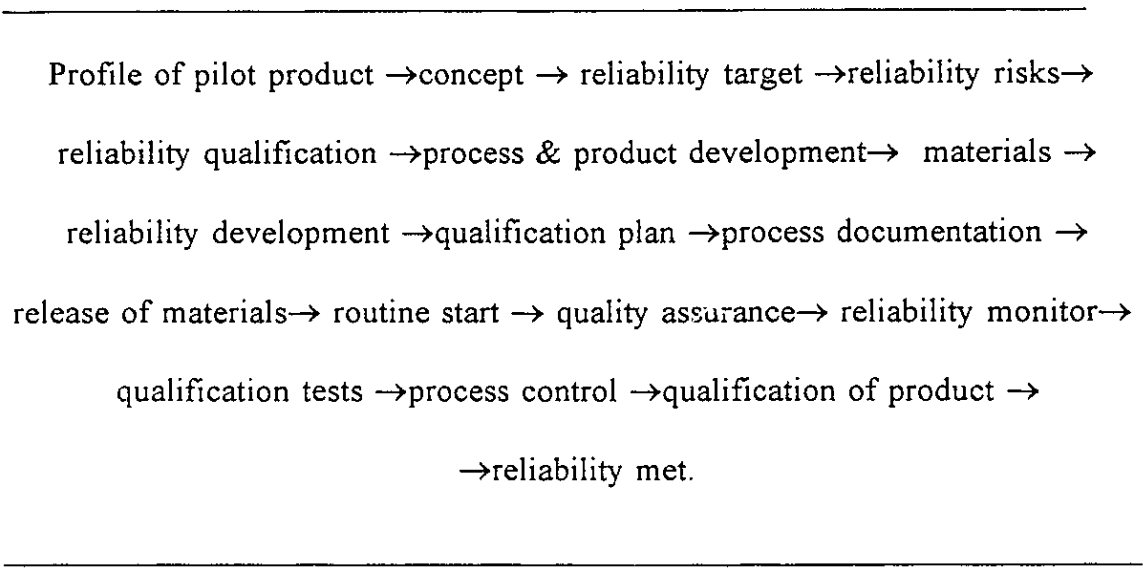 Profile of pilot product →concept → reliability target →reliability risks→
reliability qualification →process & product development→ materials →
reliability development →qualification plan →process documentation →
release of materials→ routine start → quality assurance→ reliability monitor→
qualification tests →process control →qualification of product →
→reliability met.